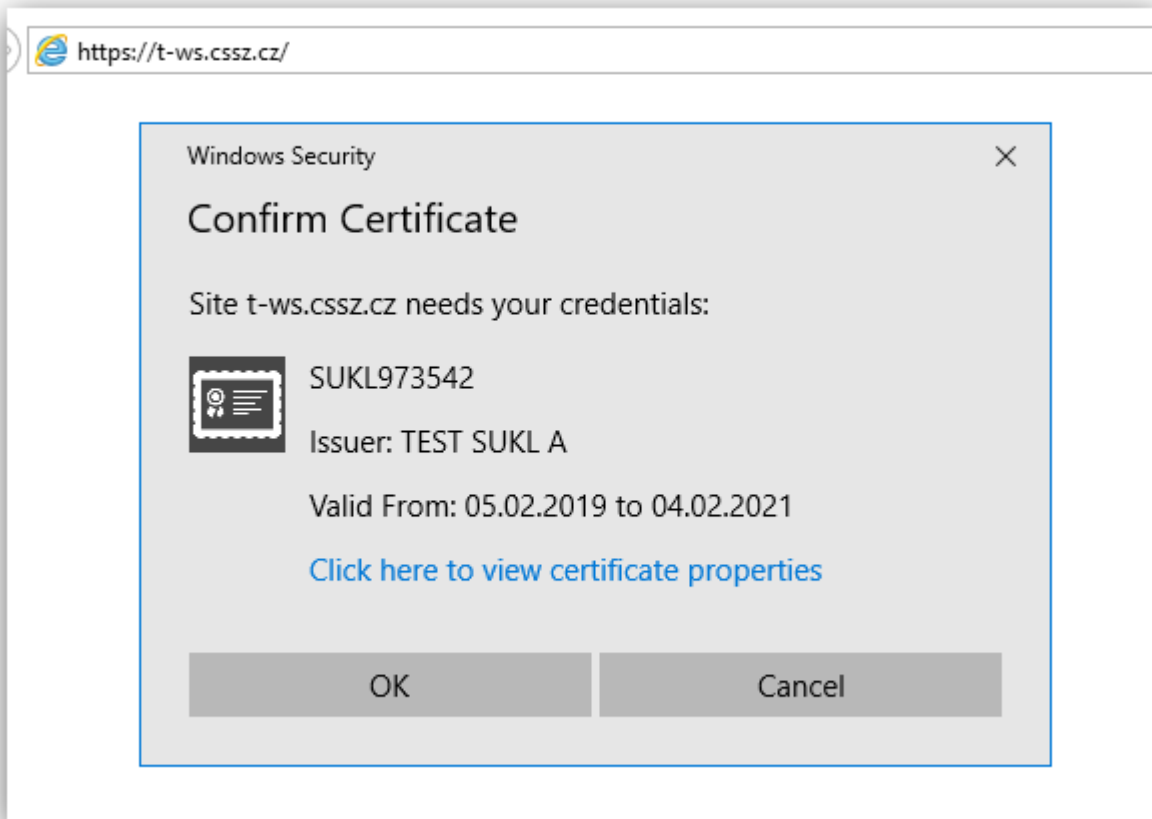 https://t-ws.cssz.cz/
Windows Security
Confirm Certificate
Site t-ws.cssz.cz needs your credentials:
SUKL973542
Issuer: TEST SUKL A
Valid From: 05.02.2019 to 04.02.2021
Click here to view certificate properties
OK
Cancel